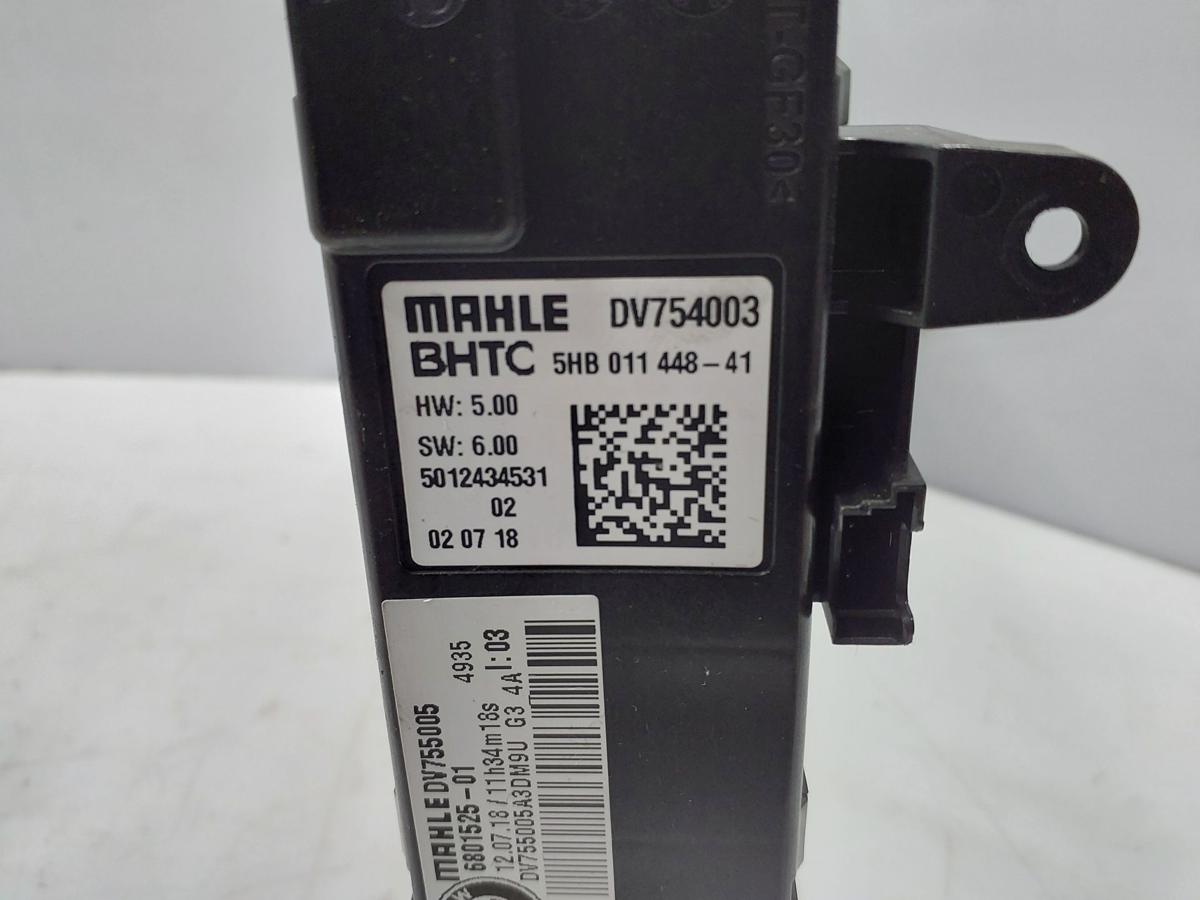 T-GF30<
MAHLE DV754003
BHTC 5HB 011 448-41
HW: 5.00
SW: 6.00
5012434531
02
02 07 18
MAHLE DV755005 4935
6801525-01 I:03
12.07.18/11h34m18s
DV755005A3DM9U G3 4A